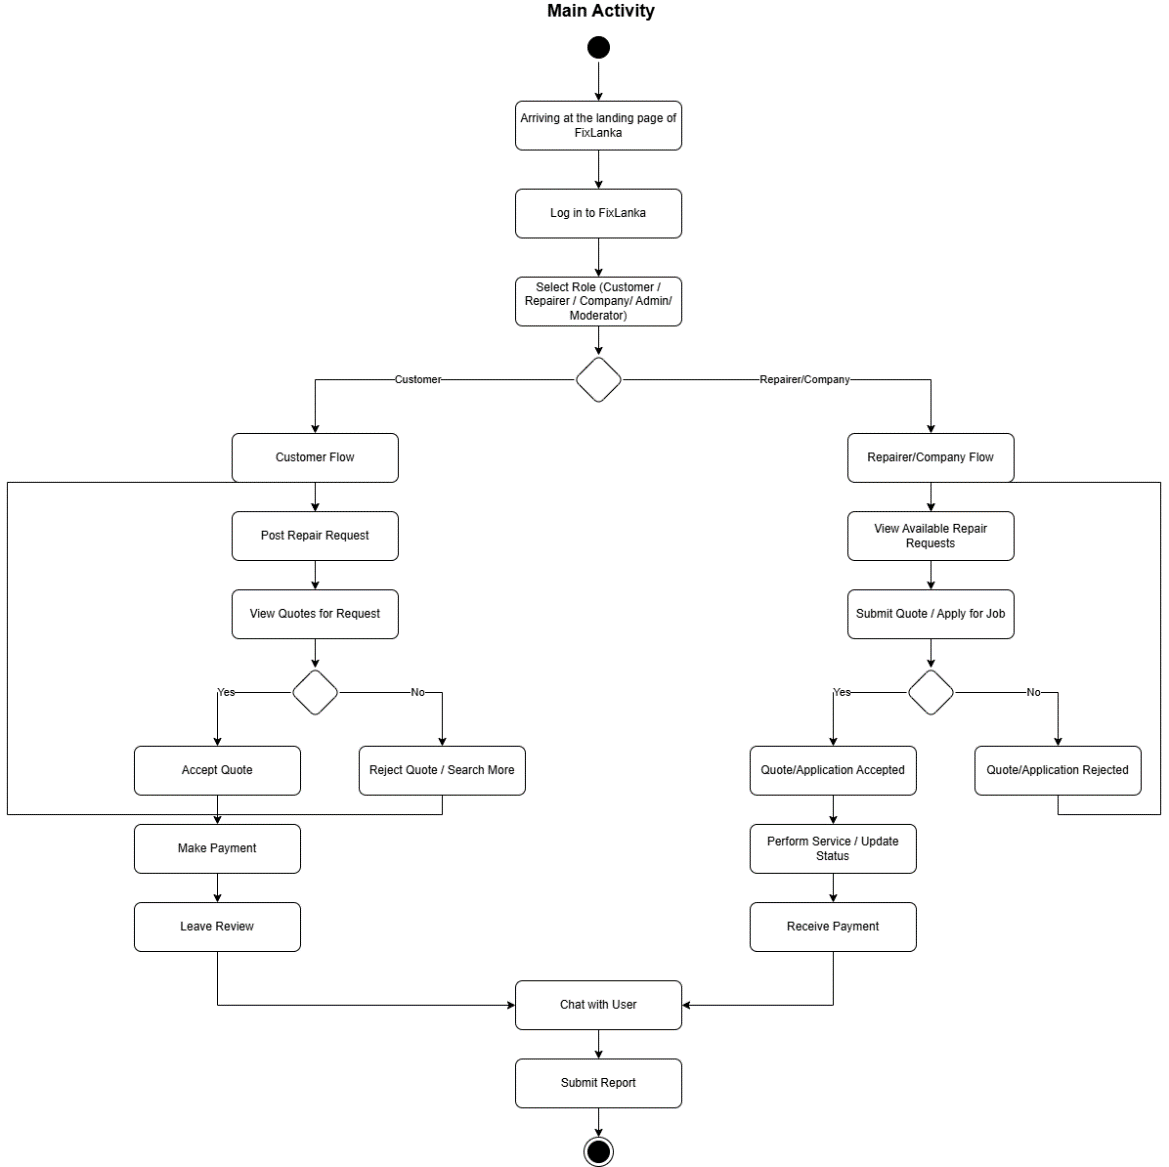 Main Activity
Arriving at the landing page of
FixLanka
Log in to FixLanka
Select Role (Customer /
Repairer / Company/ Admin/
Moderator)
Customer
Repairer/Company
Customer Flow
Repairer/Company Flow
Post Repair Request
View Available Repair
Requests
View Quotes for Request
Submit Quote / Apply for Job
Yes
No
Yes
No
Accept Quote
Reject Quote / Search More
Quote/Application Accepted
Quote/Application Rejected
Make Payment
Perform Service / Update
Status
Leave Review
Receive Payment
Chat with User
Submit Report